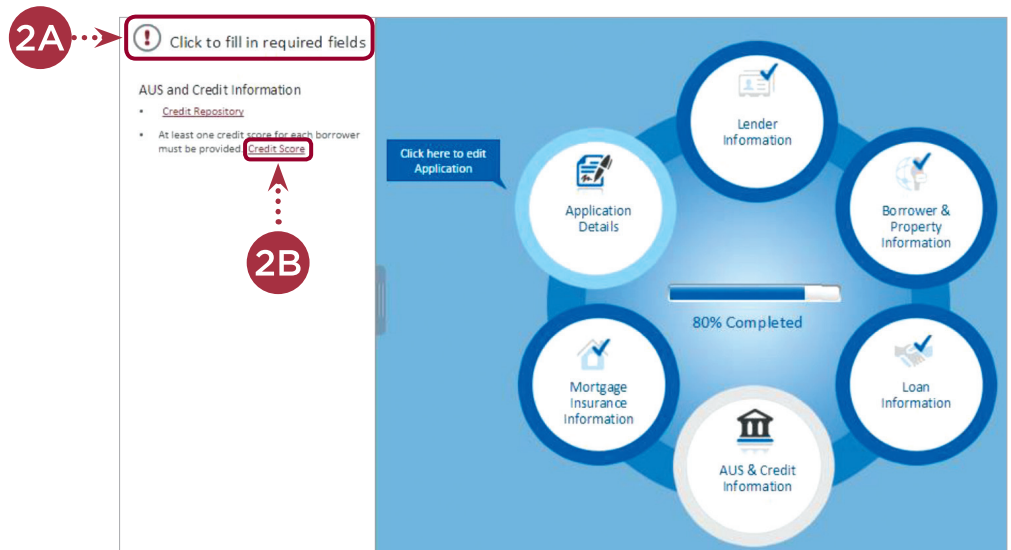 2A
Click to fill in required fields
AUS and Credit Information
Credit Repository
At least one credit score for each borrower
must be provided. Credit Score
2B
Click here to edit
Application
Application
Details
Lender
Information
Borrower &
Property
Information
80% Completed
Mortgage
Insurance
Information
Loan
Information
AUS & Credit
Information